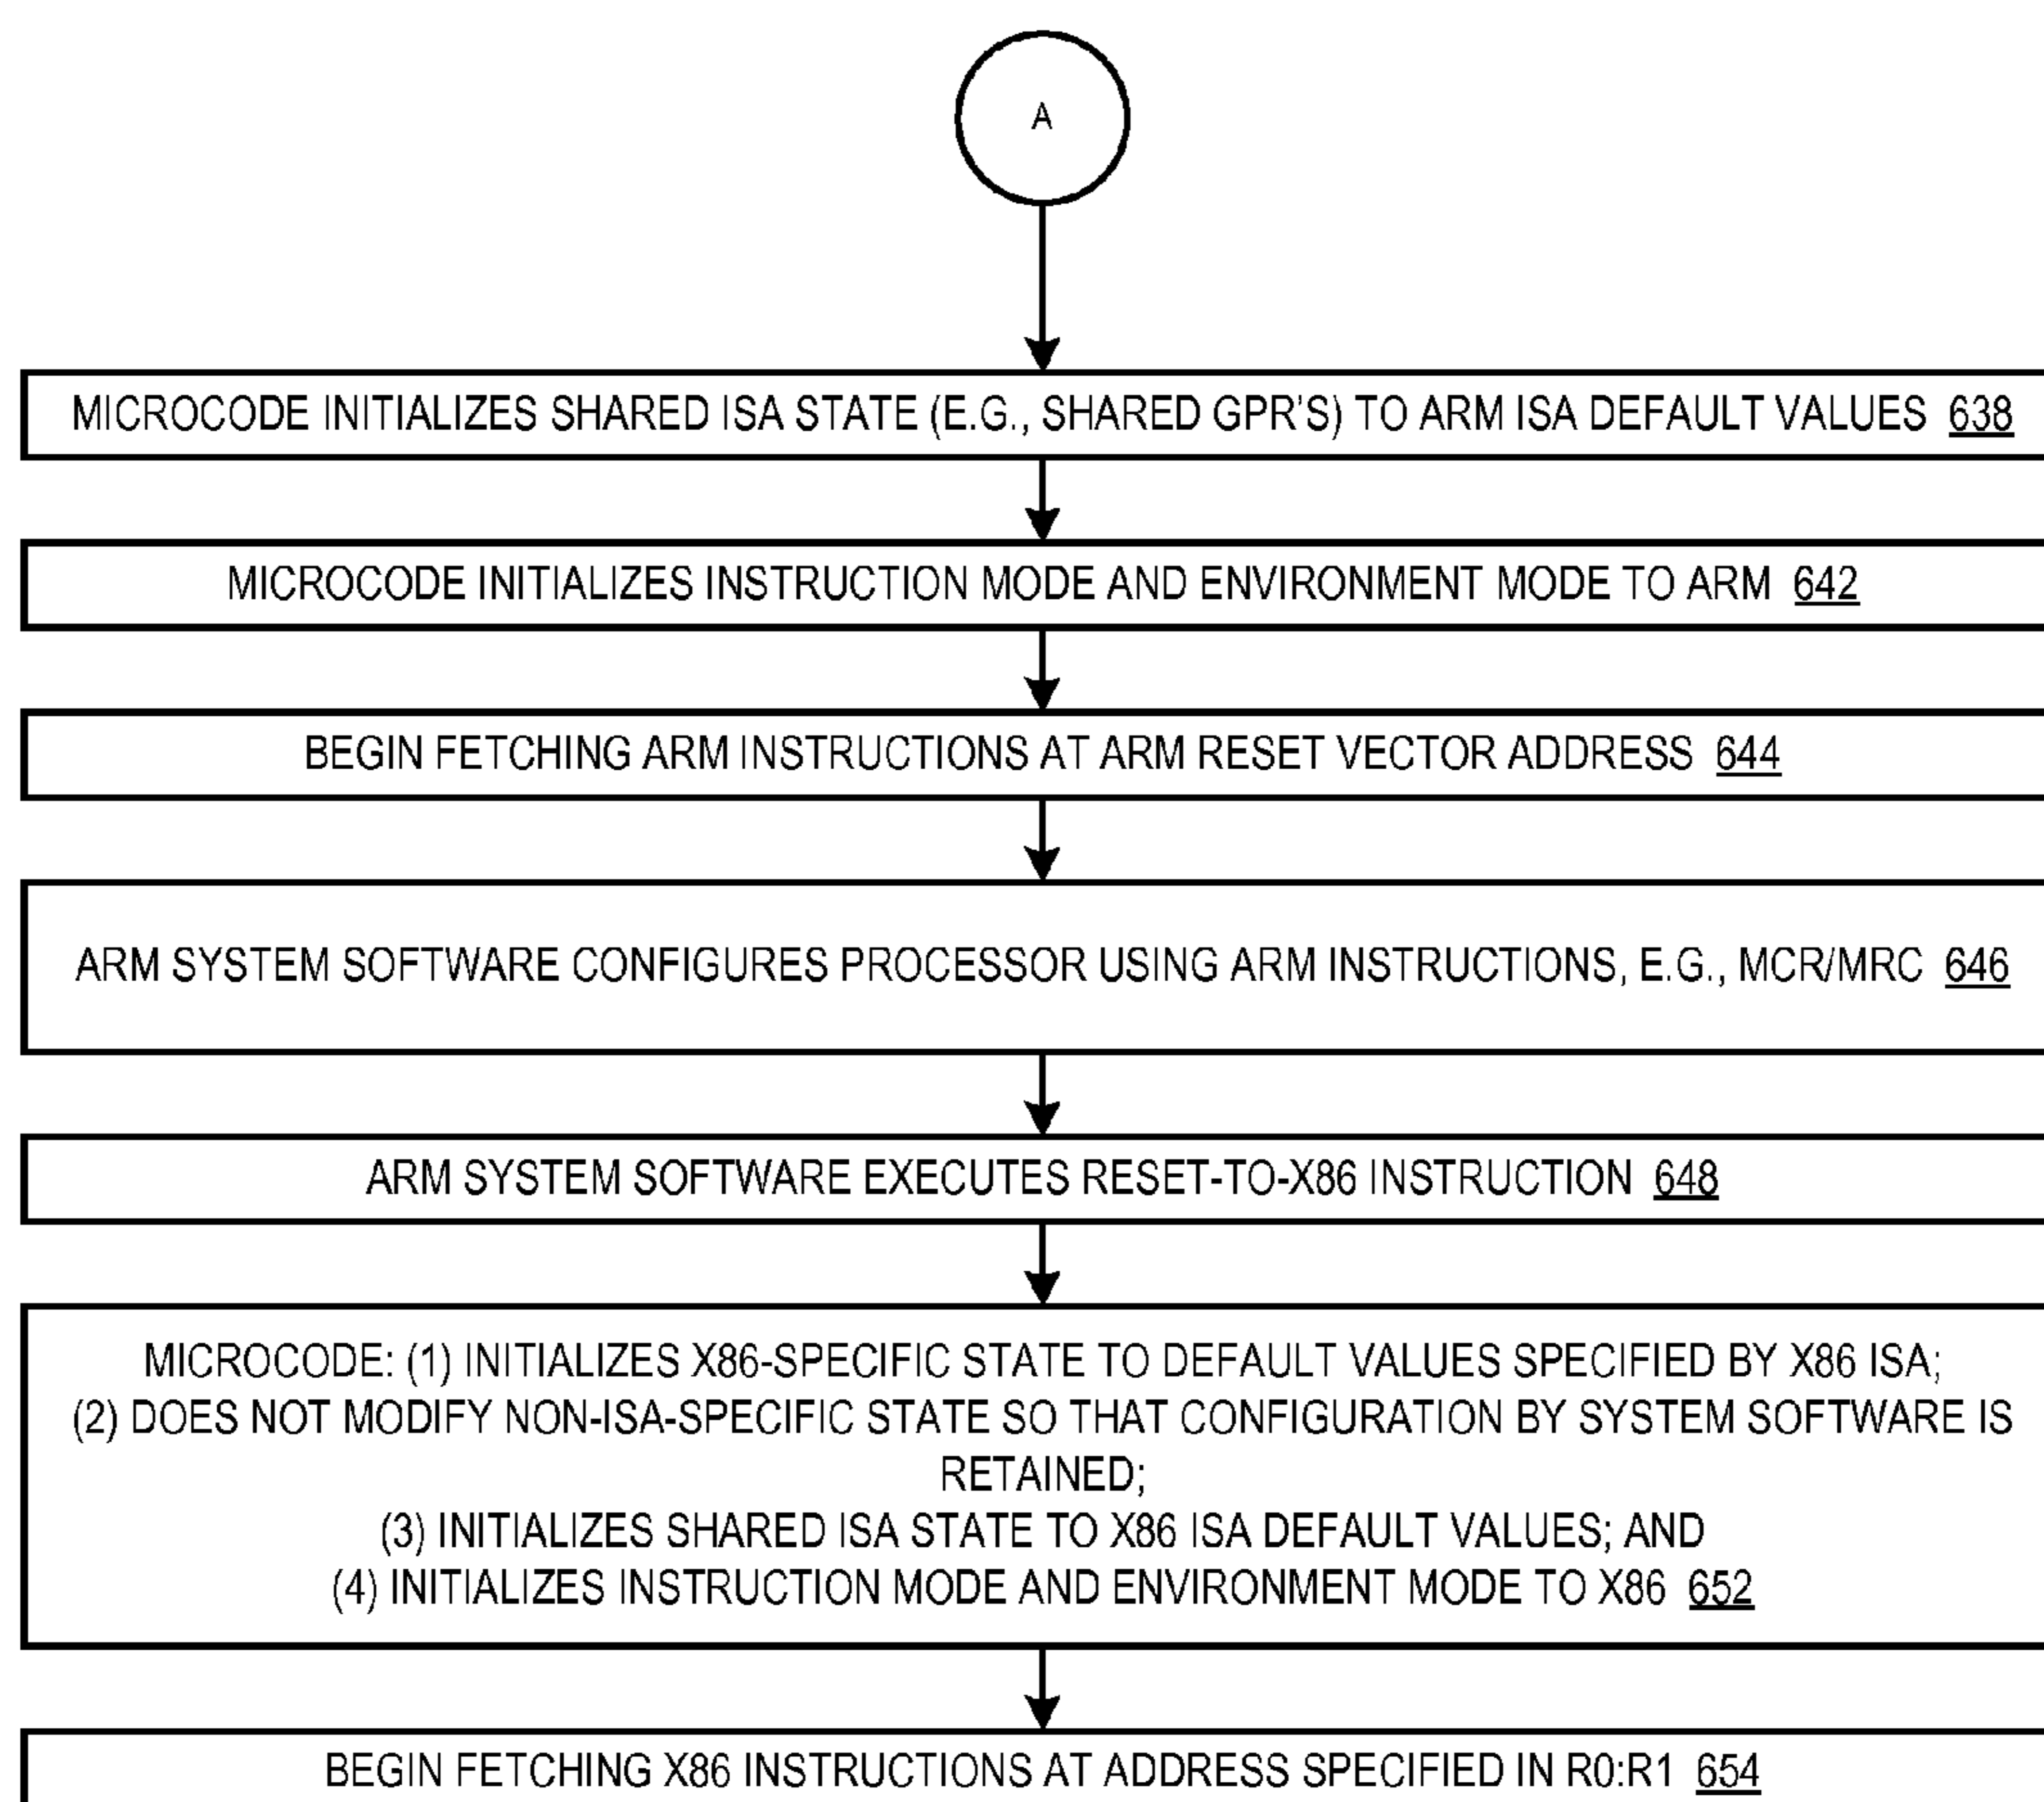 A
MICROCODE INITIALIZES SHARED ISA STATE (E.G., SHARED GPR'S) TO ARM ISA DEFAULT VALUES 638
MICROCODE INITIALIZES INSTRUCTION MODE AND ENVIRONMENT MODE TO ARM 642
BEGIN FETCHING ARM INSTRUCTIONS AT ARM RESET VECTOR ADDRESS 644
ARM SYSTEM SOFTWARE CONFIGURES PROCESSOR USING ARM INSTRUCTIONS, E.G., MCR/MRC 646
ARM SYSTEM SOFTWARE EXECUTES RESET-TO-X86 INSTRUCTION 648
MICROCODE: (1) INITIALIZES X86-SPECIFIC STATE TO DEFAULT VALUES SPECIFIED BY X86 ISA;
(2) DOES NOT MODIFY NON-ISA-SPECIFIC STATE SO THAT CONFIGURATION BY SYSTEM SOFTWARE IS
RETAINED;
(3) INITIALIZES SHARED ISA STATE TO X86 ISA DEFAULT VALUES; AND
(4) INITIALIZES INSTRUCTION MODE AND ENVIRONMENT MODE TO X86 652
BEGIN FETCHING X86 INSTRUCTIONS AT ADDRESS SPECIFIED IN R0:R1 654